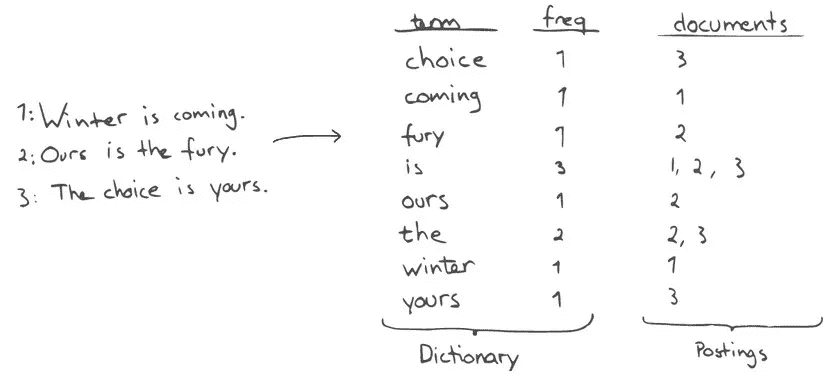 term freq documents
choice 1 3
coming 1 1
1: Winter is coming.
fury 1 2
2: Ours is the fury.
is 3 1, 2, 3
3: The choice is yours.
ours 1 2
the 2 2, 3
winter 1 1
yours 1 3
Dictionary Postings